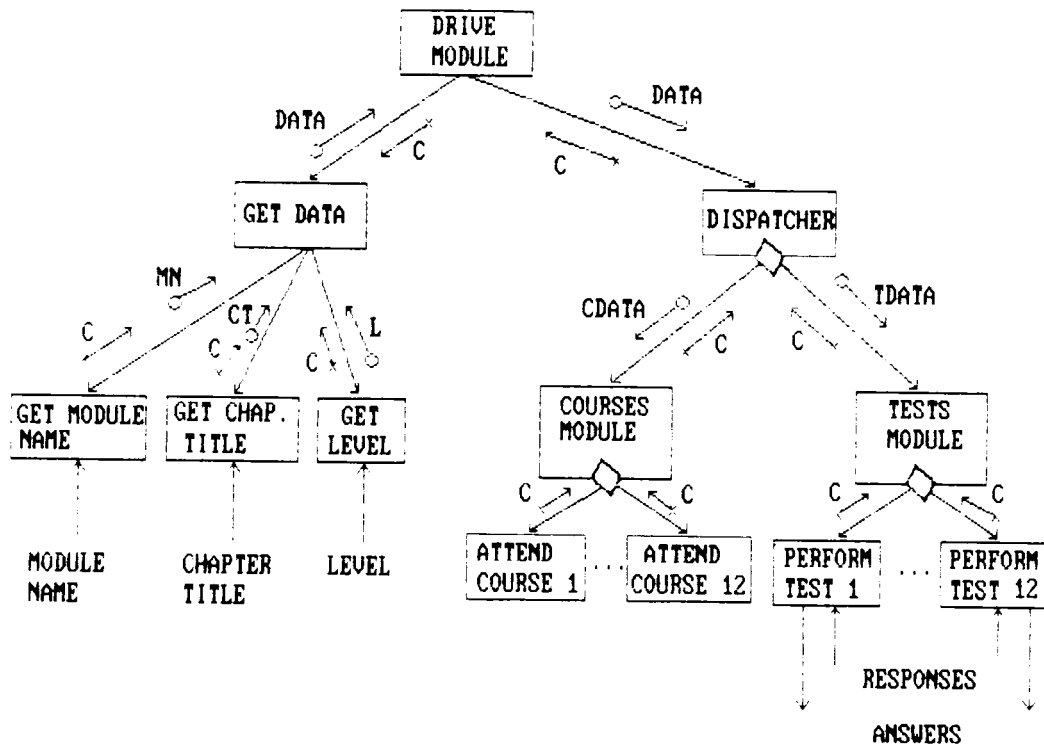 DRIVE
MODULE
DATA
C
DATA
C
GET DATA
DISPATCHER
MN
C
CT
C
L
C
CDATA
C
TDATA
C
GET MODULE
NAME
GET CHAP.
TITLE
GET
LEVEL
COURSES
MODULE
TESTS
MODULE
C
C
C
C
MODULE
NAME
CHAPTER
TITLE
LEVEL
ATTEND
COURSE 1
...
ATTEND
COURSE 12
PERFORM
TEST 1
...
PERFORM
TEST 12
RESPONSES
ANSWERS